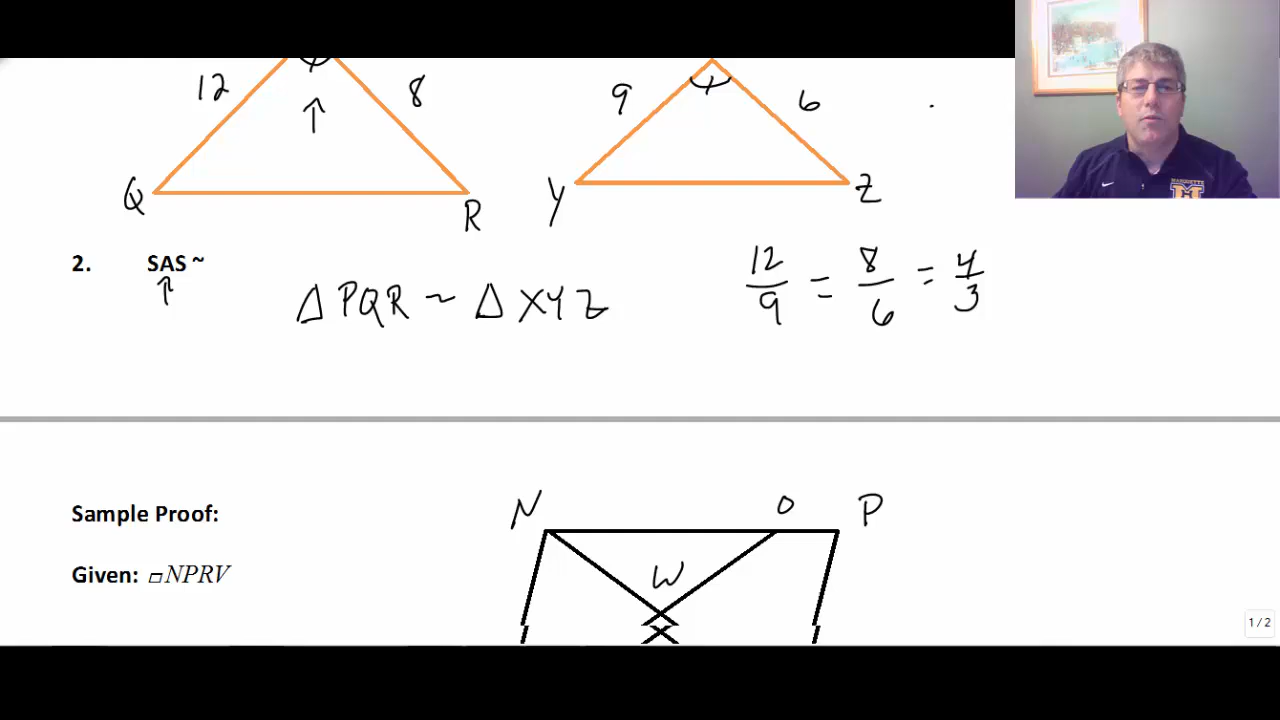 12 8 9 6
Q R Y Z
2. SAS ~
↑
△ PQR ~ △ XYZ
12/9 = 8/6 = 4/3
N O P
Sample Proof:
W
Given: ▱NPRV
1 / 2
MARQUETTE